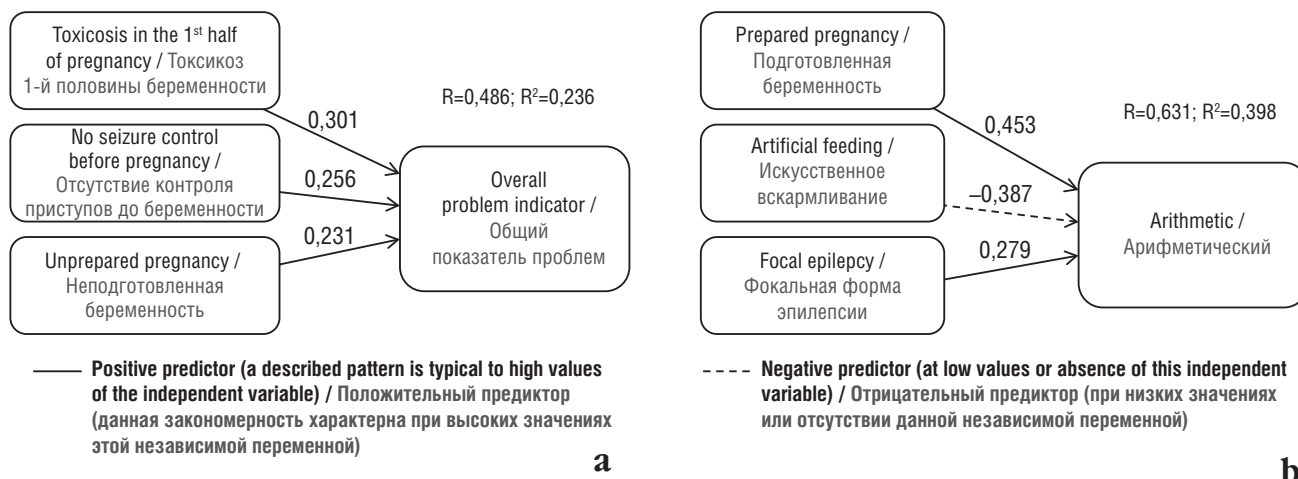 Toxicosis in the 1st half
of pregnancy / Токсикоз
1-й половины беременности
No seizure control
before pregnancy /
Отсутствие контроля
приступов до беременности
Unprepared pregnancy /
Неподготовленная
беременность
0,301
0,256
0,231
R=0,486; R²=0,236
Overall
problem indicator /
Общий
показатель проблем
Positive predictor (a described pattern is typical to high values
of the independent variable) / Положительный предиктор
(данная закономерность характерна при высоких значениях
этой независимой переменной)
a
Prepared pregnancy /
Подготовленная
беременность
Artificial feeding /
Искусственное
вскармливание
Focal epilepcy /
Фокальная форма
эпилепсии
0,453
–0,387
0,279
R=0,631; R²=0,398
Arithmetic /
Арифметический
Negative predictor (at low values or absence of this independent
variable) / Отрицательный предиктор (при низких значениях
или отсутствии данной независимой переменной)
b